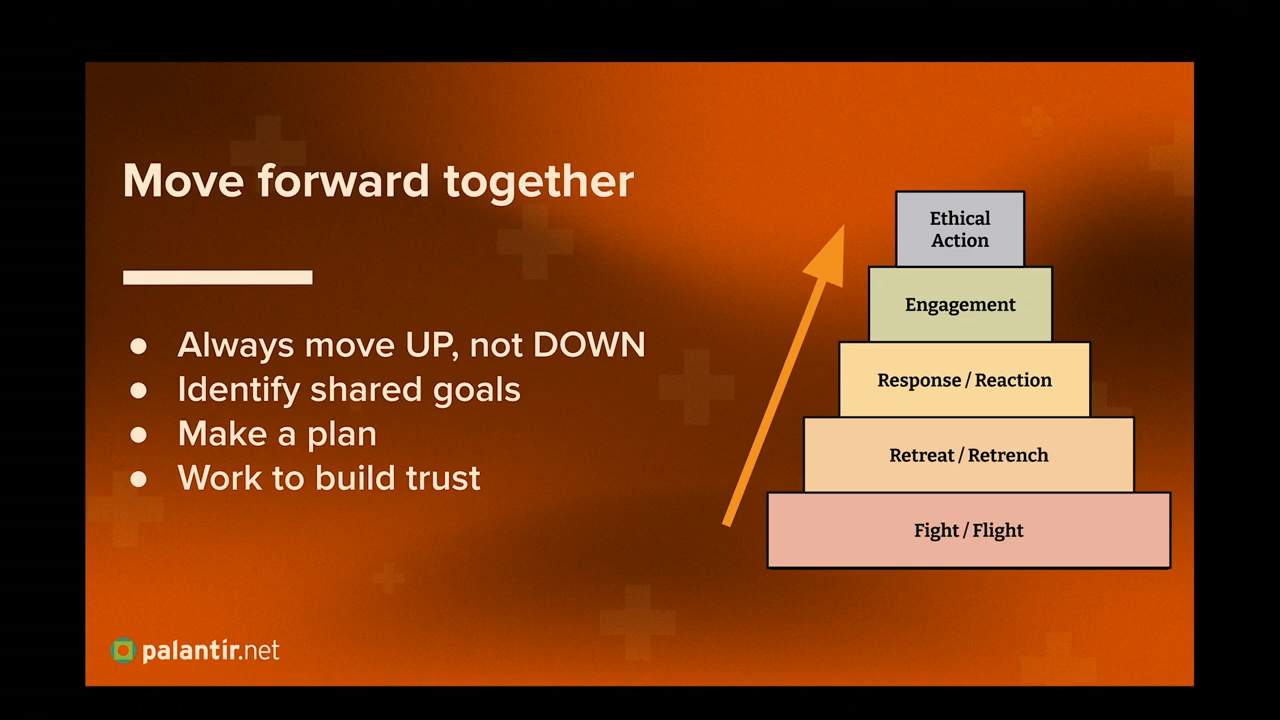 Move forward together
Always move UP, not DOWN
Identify shared goals
Make a plan
Work to build trust
Ethical
Action
Engagement
Response / Reaction
Retreat / Retrench
Fight / Flight
palantir.net